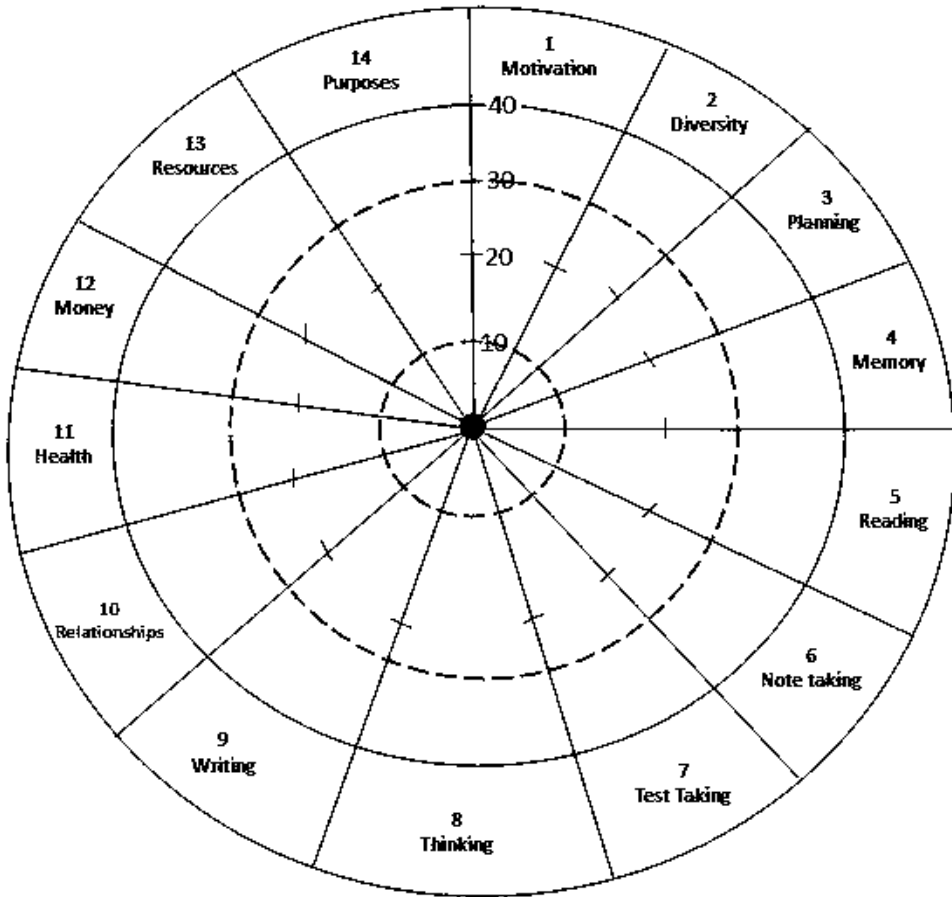 1
Motivation
2
Diversity
3
Planning
4
Memory
5
Reading
6
Note taking
7
Test Taking
8
Thinking
9
Writing
10
Relationships
11
Health
12
Money
13
Resources
14
Purposes
40
30
20
10